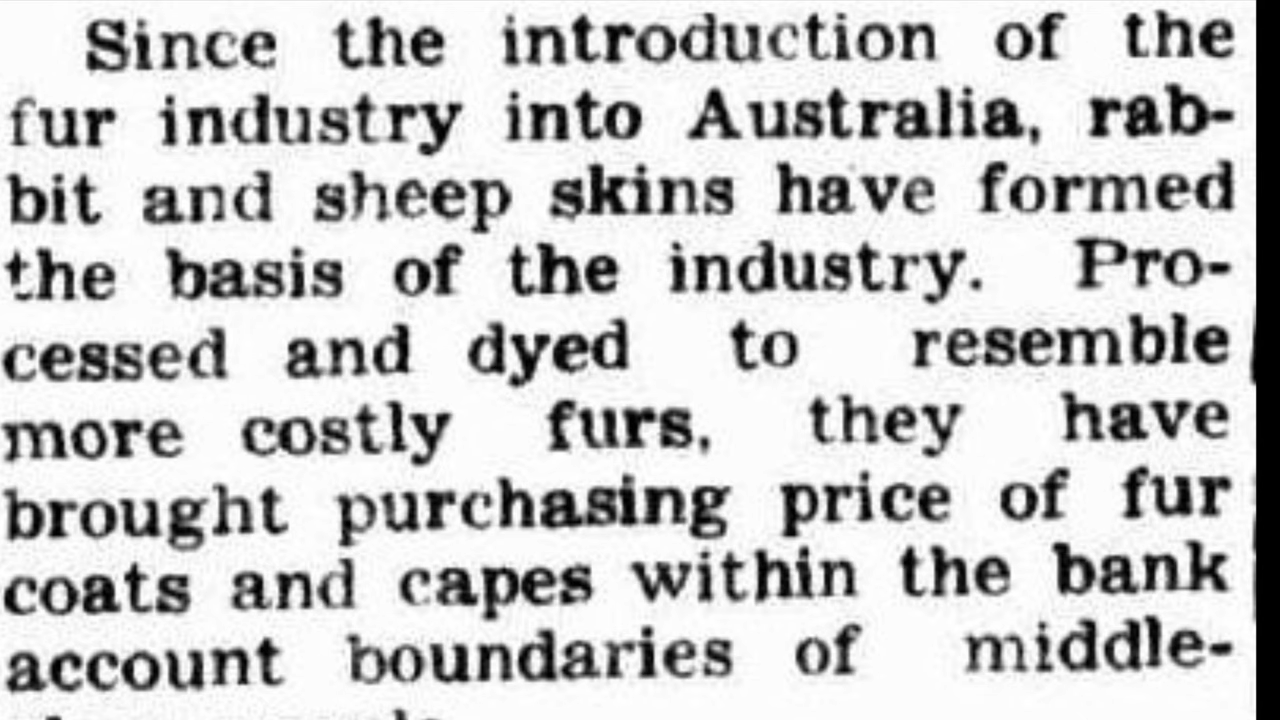 Since the introduction of the
fur industry into Australia, rab-
bit and sheep skins have formed
the basis of the industry. Pro-
cessed and dyed to resemble
more costly furs, they have
brought purchasing price of fur
coats and capes within the bank
account boundaries of middle-